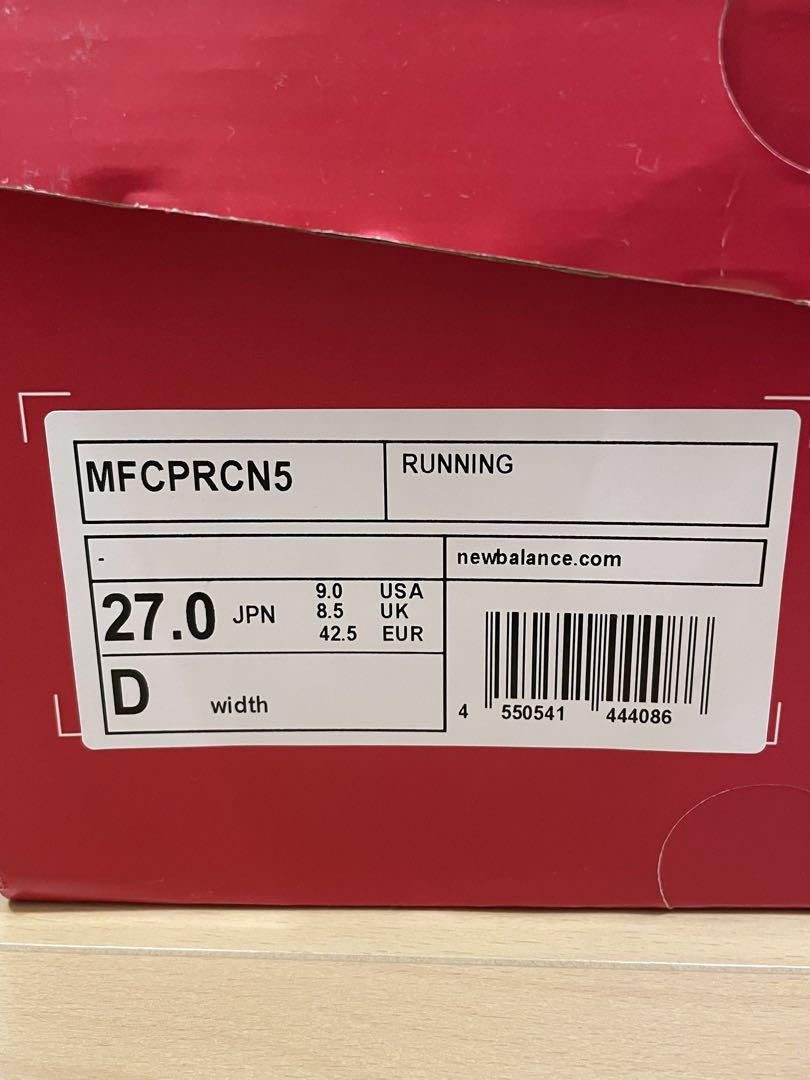 MFCPRCN5
RUNNING
-
newbalance.com
27.0 JPN
9.0 USA
8.5 UK
42.5 EUR
D width
4 550541 444086